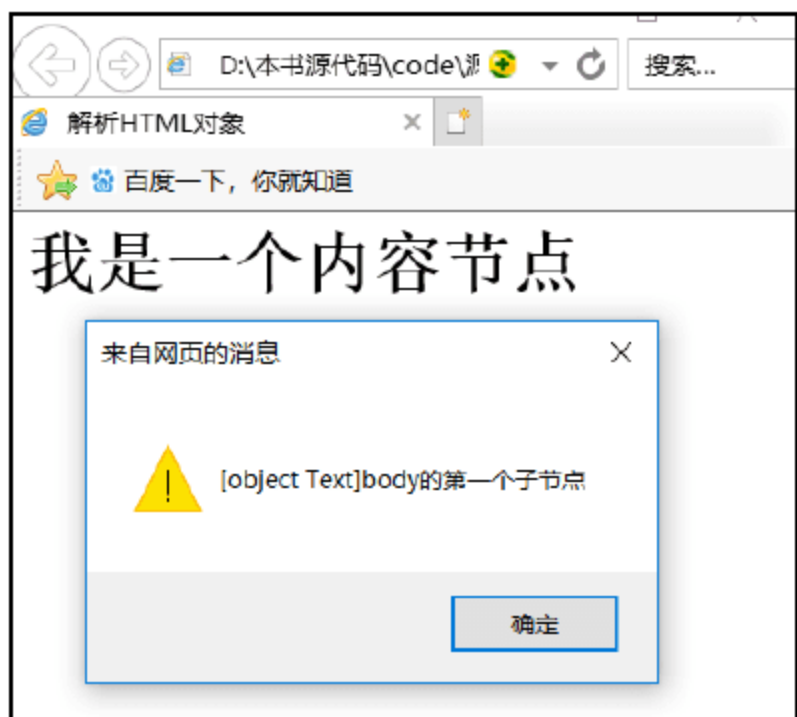 D:\本书源代码\code\源
搜索...
解析HTML对象
百度一下，你就知道
我是一个内容节点
来自网页的消息
[object Text]body的第一个子节点
确定